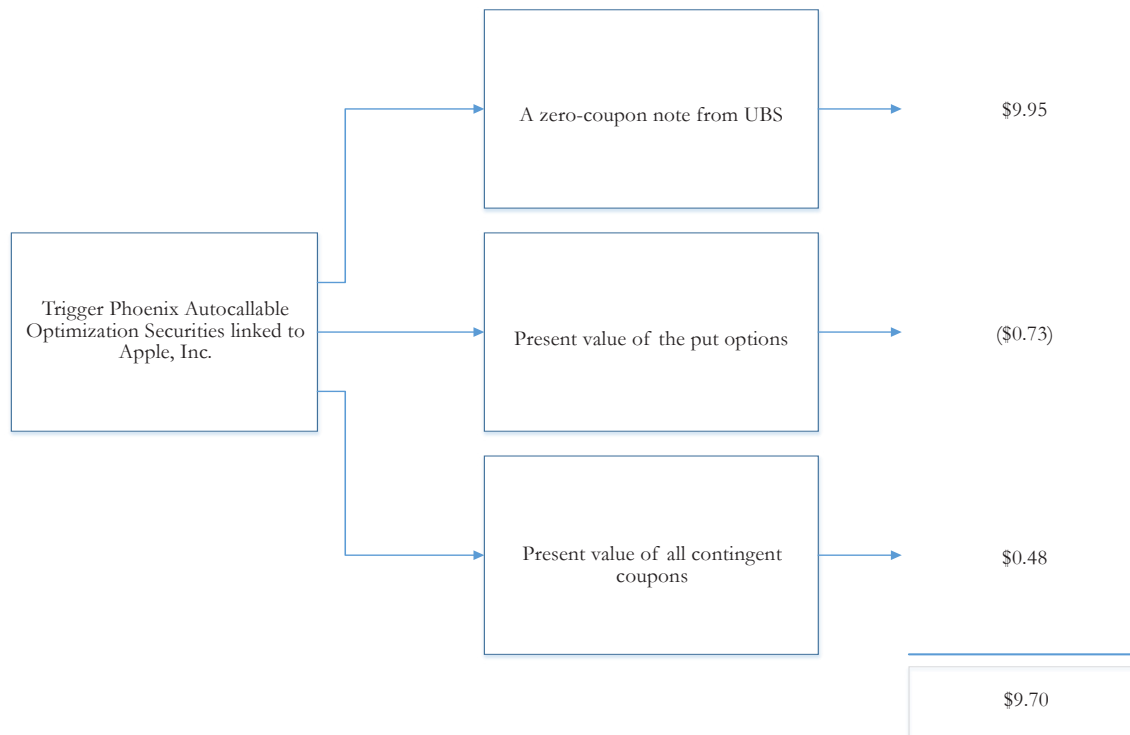 A zero-coupon note from UBS
$9.95
Trigger Phoenix Autocallable
Optimization Securities linked to
Apple, Inc.
Present value of the put options
($0.73)
Present value of all contingent
coupons
$0.48
$9.70